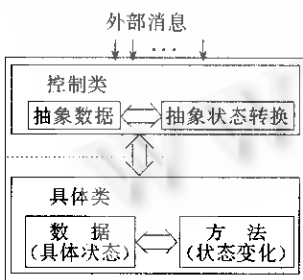 外部消息
...
控制类
抽象数据 抽象状态转换
具体类
数 据 方 法
(具体状态) (状态变化)